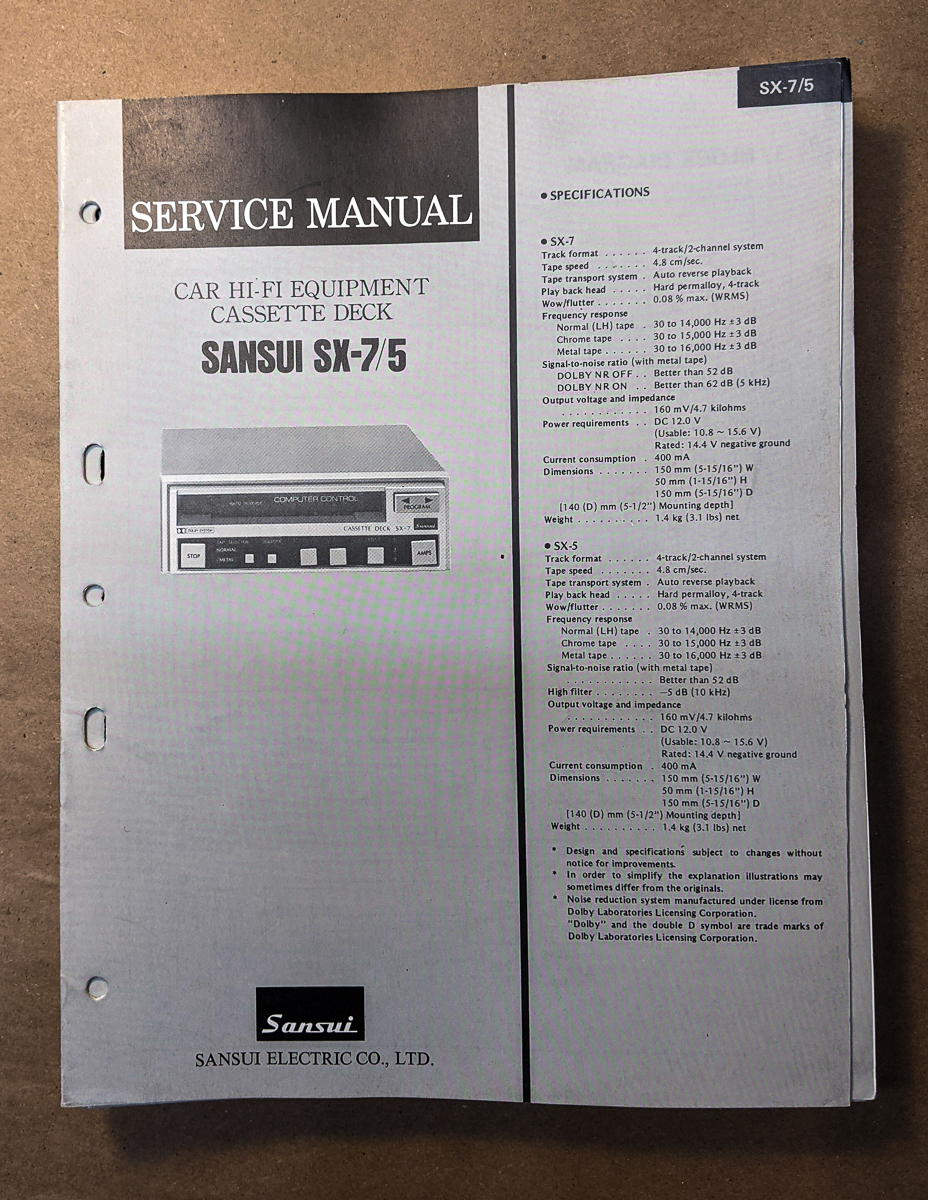 SX-7/5
SERVICE MANUAL
CAR HI-FI EQUIPMENT
CASSETTE DECK
SANSUI SX-7/5
COMPUTER CONTROL
PROGRAM
CASSETTE DECK SX-7
Sansui
STOP
NORMAL
METAL
AMPS
Sansui
SANSUI ELECTRIC CO., LTD.
● SPECIFICATIONS
● SX-7
Track format . . . . . . 4-track/2-channel system
Tape speed . . . . . . . 4.8 cm/sec.
Tape transport system . Auto reverse playback
Play back head . . . . . Hard permalloy, 4-track
Wow/flutter . . . . . . . 0.08 % max. (WRMS)
Frequency response
Normal (LH) tape . 30 to 14,000 Hz ±3 dB
Chrome tape . . . . 30 to 15,000 Hz ±3 dB
Metal tape . . . . . . 30 to 16,000 Hz ±3 dB
Signal-to-noise ratio (with metal tape)
DOLBY NR OFF . . Better than 52 dB
DOLBY NR ON . . Better than 62 dB (5 kHz)
Output voltage and impedance
. . . . . . . . . . . . 160 mV/4.7 kilohms
Power requirements . . DC 12.0 V
(Usable: 10.8 ~ 15.6 V)
Rated: 14.4 V negative ground
Current consumption . 400 mA
Dimensions . . . . . . . 150 mm (5-15/16") W
50 mm (1-15/16") H
150 mm (5-15/16") D
[140 (D) mm (5-1/2") Mounting depth]
Weight . . . . . . . . . . 1.4 kg (3.1 lbs) net
● SX-5
Track format . . . . . . . 4-track/2-channel system
Tape speed . . . . . . . . 4.8 cm/sec.
Tape transport system . Auto reverse playback
Play back head . . . . . Hard permalloy, 4-track
Wow/flutter . . . . . . . 0.08 % max. (WRMS)
Frequency response
Normal (LH) tape . 30 to 14,000 Hz ±3 dB
Chrome tape . . . . 30 to 15,000 Hz ±3 dB
Metal tape . . . . . . 30 to 16,000 Hz ±3 dB
Signal-to-noise ratio (with metal tape)
. . . . . . . . . . . . Better than 52 dB
High filter . . . . . . . . —5 dB (10 kHz)
Output voltage and impedance
. . . . . . . . . . . . 160 mV/4.7 kilohms
Power requirements . . DC 12.0 V
(Usable: 10.8 ~ 15.6 V)
Rated: 14.4 V negative ground
Current consumption . 400 mA
Dimensions . . . . . . . 150 mm (5-15/16") W
50 mm (1-15/16") H
150 mm (5-15/16") D
[140 (D) mm (5-1/2") Mounting depth]
Weight . . . . . . . . . . 1.4 kg (3.1 lbs) net
* Design and specifications subject to changes without
notice for improvements.
* In order to simplify the explanation illustrations may
sometimes differ from the originals.
* Noise reduction system manufactured under license from
Dolby Laboratories Licensing Corporation.
"Dolby" and the double D symbol are trade marks of
Dolby Laboratories Licensing Corporation.